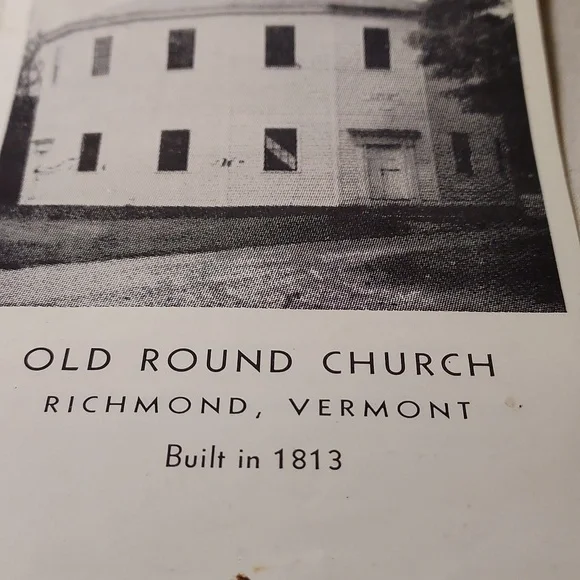 OLD ROUND CHURCH
RICHMOND, VERMONT
Built in 1813